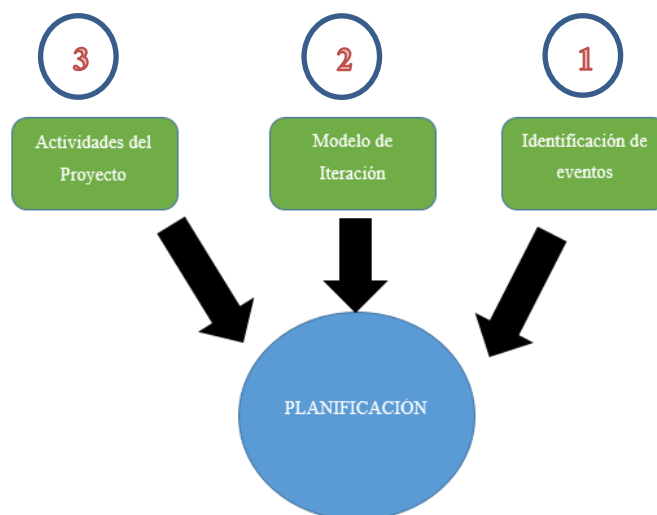 3
2
1
Actividades del
Proyecto
Modelo de
Iteración
Identificación de
eventos
PLANIFICACIÓN